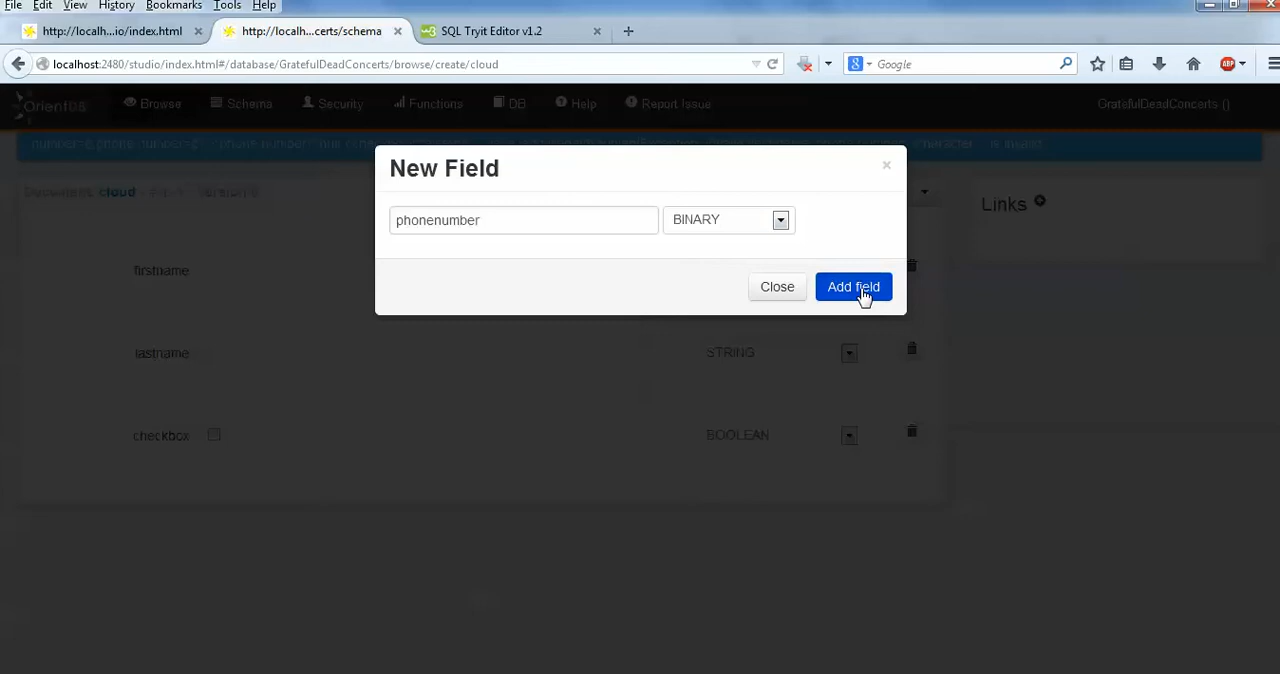 File Edit View History Bookmarks Tools Help
http://localh...io/index.html http://localh...certs/schema SQL Tryit Editor v1.2
localhost:2480/studio/index.html#/database/GratefulDeadConcerts/browse/create/cloud Google
OrientDB Browse Schema Security Functions DB Help Report Issue GratefulDeadConcerts ()
New Field
cloud Links
phonenumber BINARY
firstname
Close Add field
lastname STRING
checkbox BOOLEAN